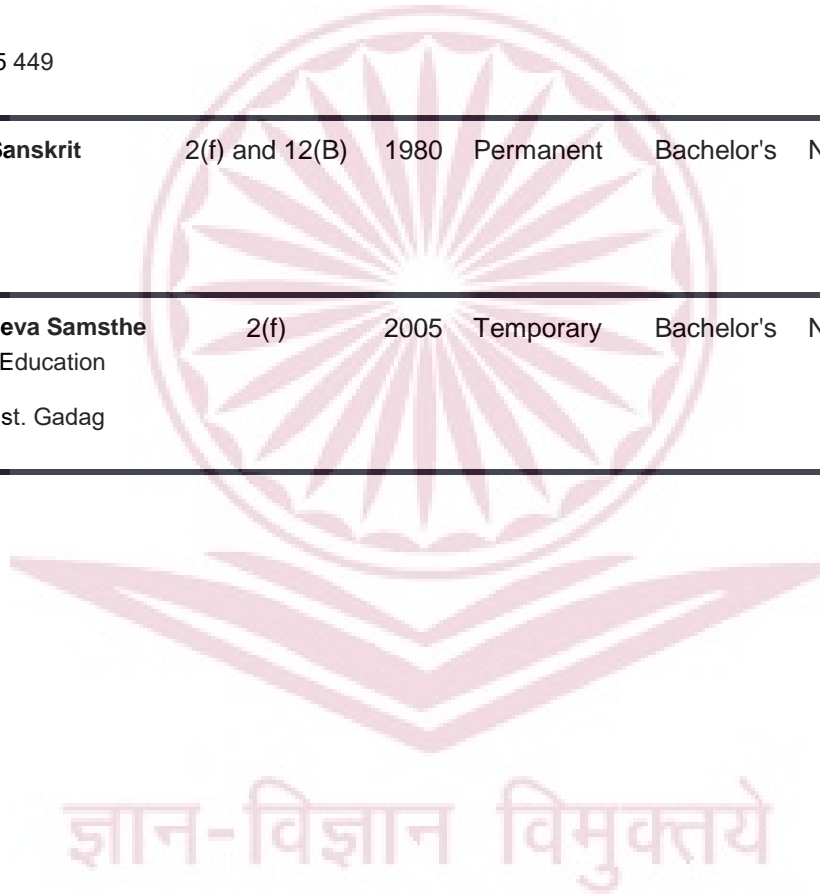 5 449
Sanskrit 2(f) and 12(B) 1980 Permanent Bachelor's N
eva Samsthe 2(f) 2005 Temporary Bachelor's N
Education
st. Gadag
ज्ञान-विज्ञान विमुक्तये